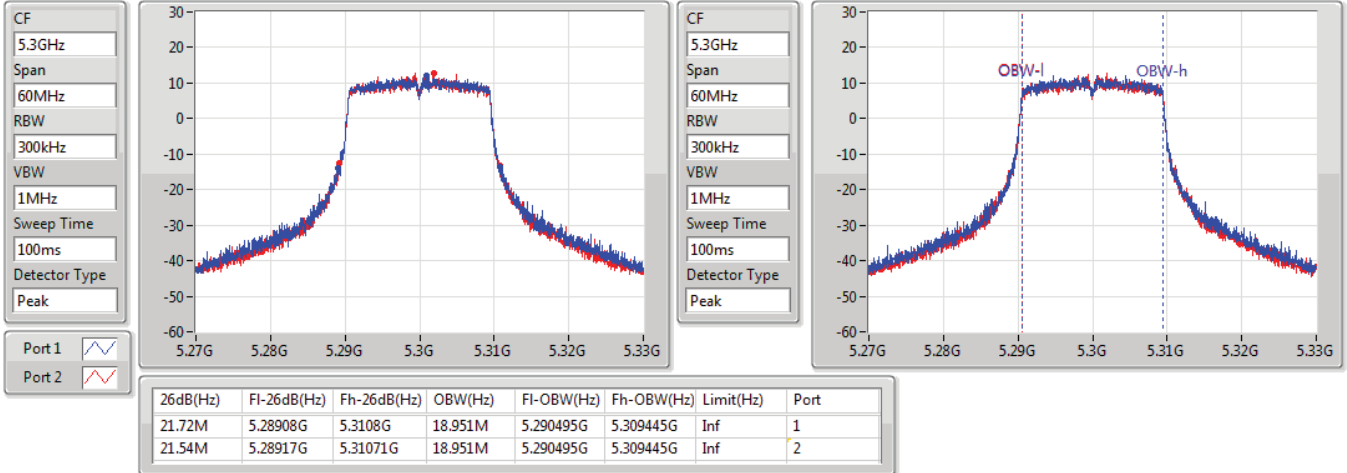 CF
5.3GHz
Span
60MHz
RBW
300kHz
VBW
1MHz
Sweep Time
100ms
Detector Type
Peak
Port 1
Port 2
30
20
10
0
-10
-20
-30
-40
-50
-60
5.27G 5.28G 5.29G 5.3G 5.31G 5.32G 5.33G
CF
5.3GHz
Span
60MHz
RBW
300kHz
VBW
1MHz
Sweep Time
100ms
Detector Type
Peak
30
20
10
0
-10
-20
-30
-40
-50
-60
OBW-l OBW-h
5.27G 5.28G 5.29G 5.3G 5.31G 5.32G 5.33G
26dB(Hz) Fl-26dB(Hz) Fh-26dB(Hz) OBW(Hz) Fl-OBW(Hz) Fh-OBW(Hz) Limit(Hz) Port
21.72M 5.28908G 5.3108G 18.951M 5.290495G 5.309445G Inf 1
21.54M 5.28917G 5.31071G 18.951M 5.290495G 5.309445G Inf 2